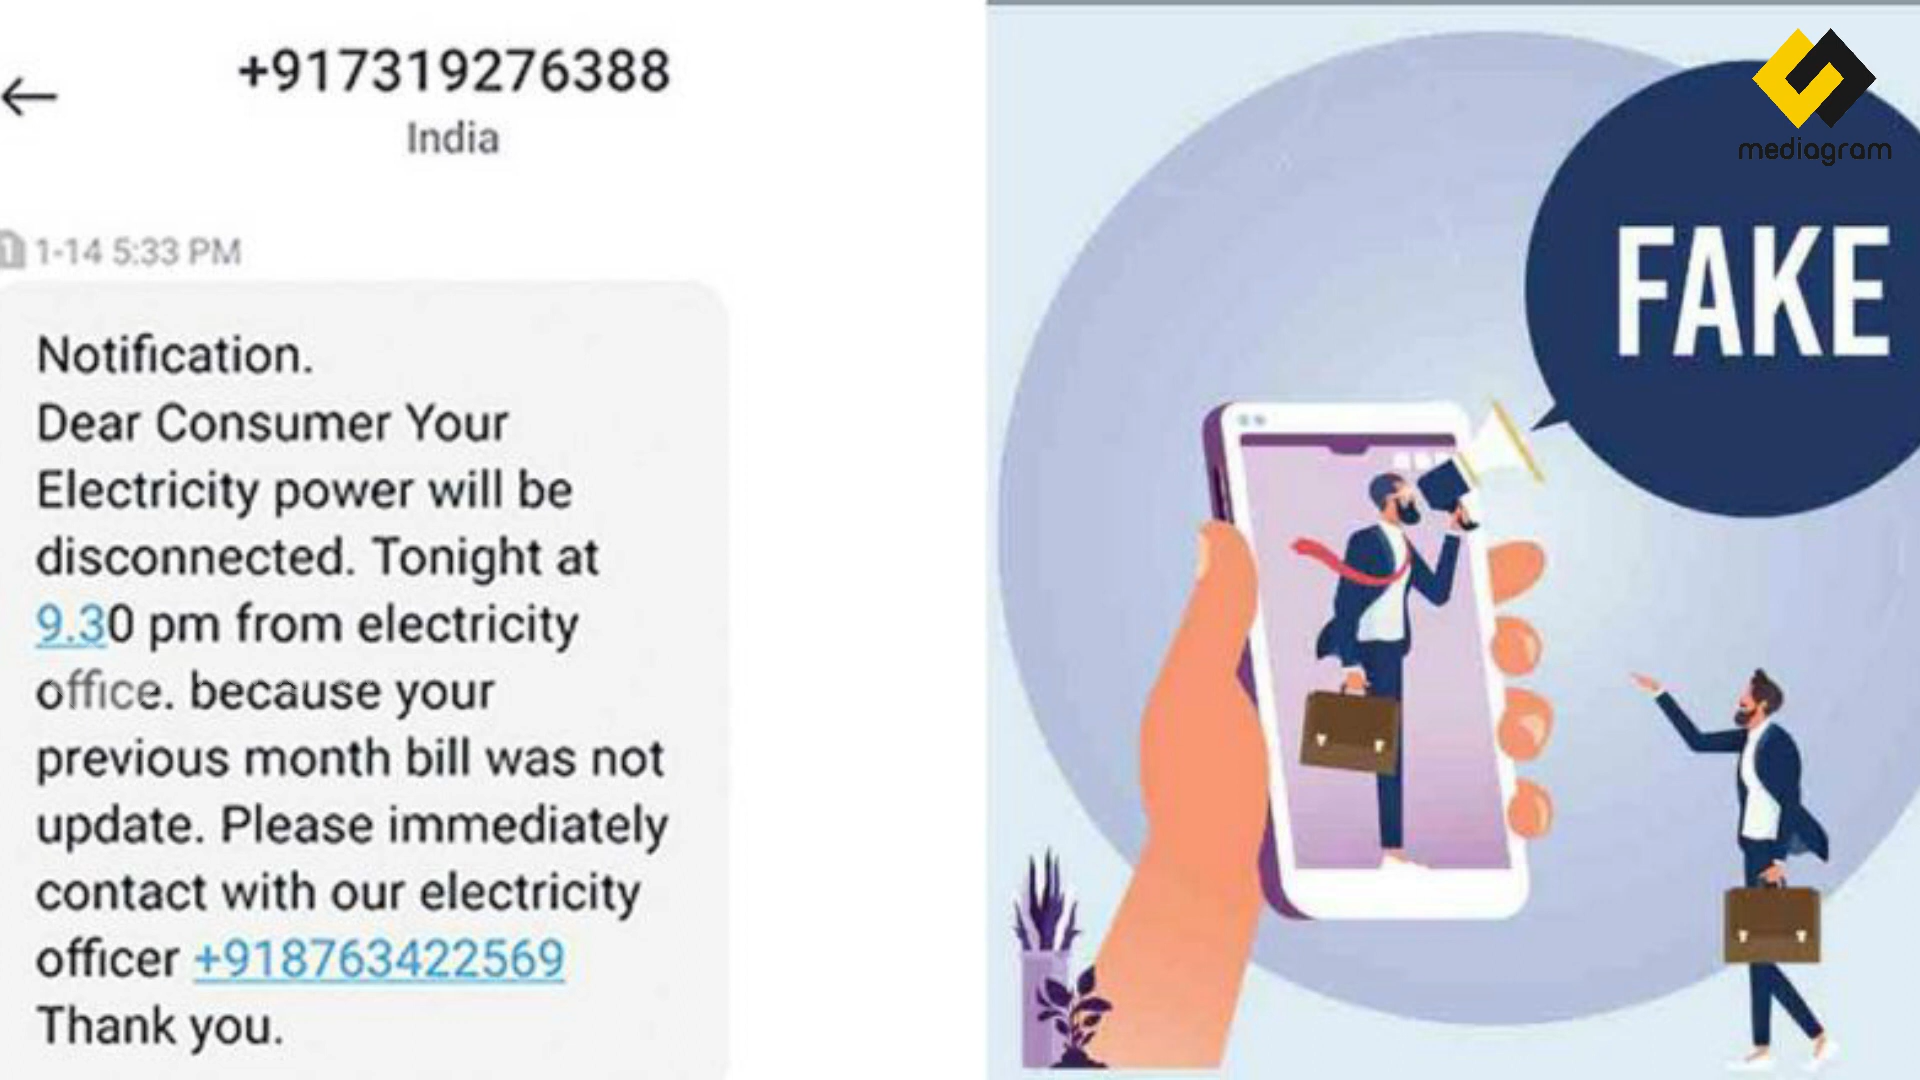 +917319276388
India
1-14 5:33 PM
Notification.
Dear Consumer Your
Electricity power will be
disconnected. Tonight at
9.30 pm from electricity
office. because your
previous month bill was not
update. Please immediately
contact with our electricity
officer +918763422569
Thank you.
mediagram
FAKE